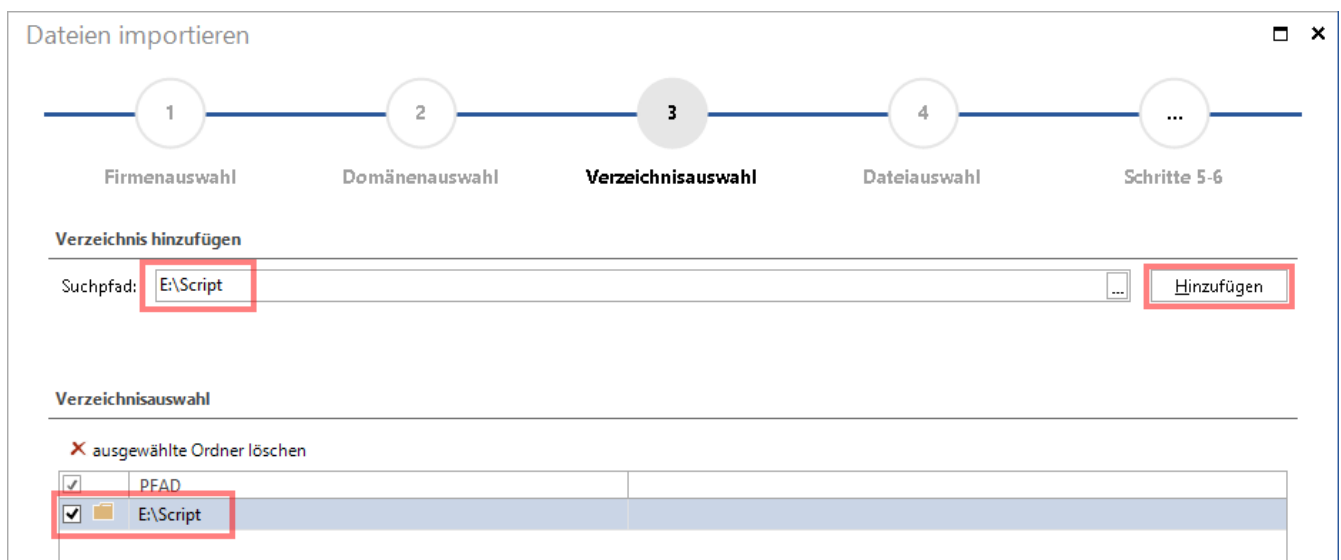 Dateien importieren
1 2 3 4 ...
Firmenauswahl Domänenauswahl Verzeichnisauswahl Dateiauswahl Schritte 5-6
Verzeichnis hinzufügen
Suchpfad: E:\Script ... Hinzufügen
Verzeichnisauswahl
ausgewählte Ordner löschen
PFAD
E:\Script